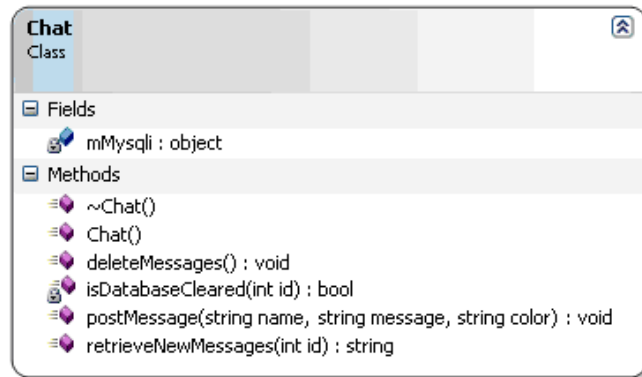 Chat
Class
Fields
mMysqli : object
Methods
~Chat()
Chat()
deleteMessages() : void
isDatabaseCleared(int id) : bool
postMessage(string name, string message, string color) : void
retrieveNewMessages(int id) : string